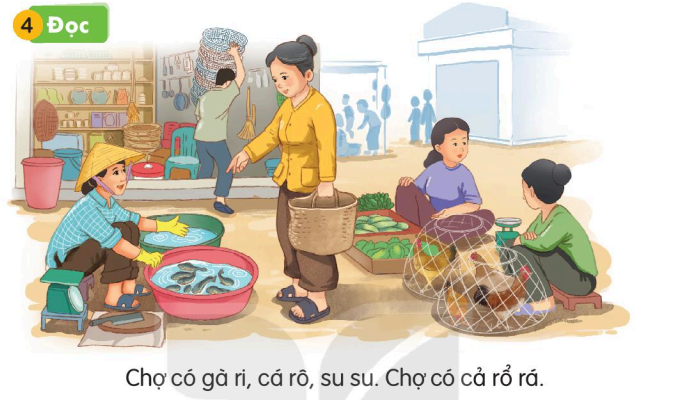 4 Đọc
Chợ có gà ri, cá rô, su su. Chợ có cả rổ rá.